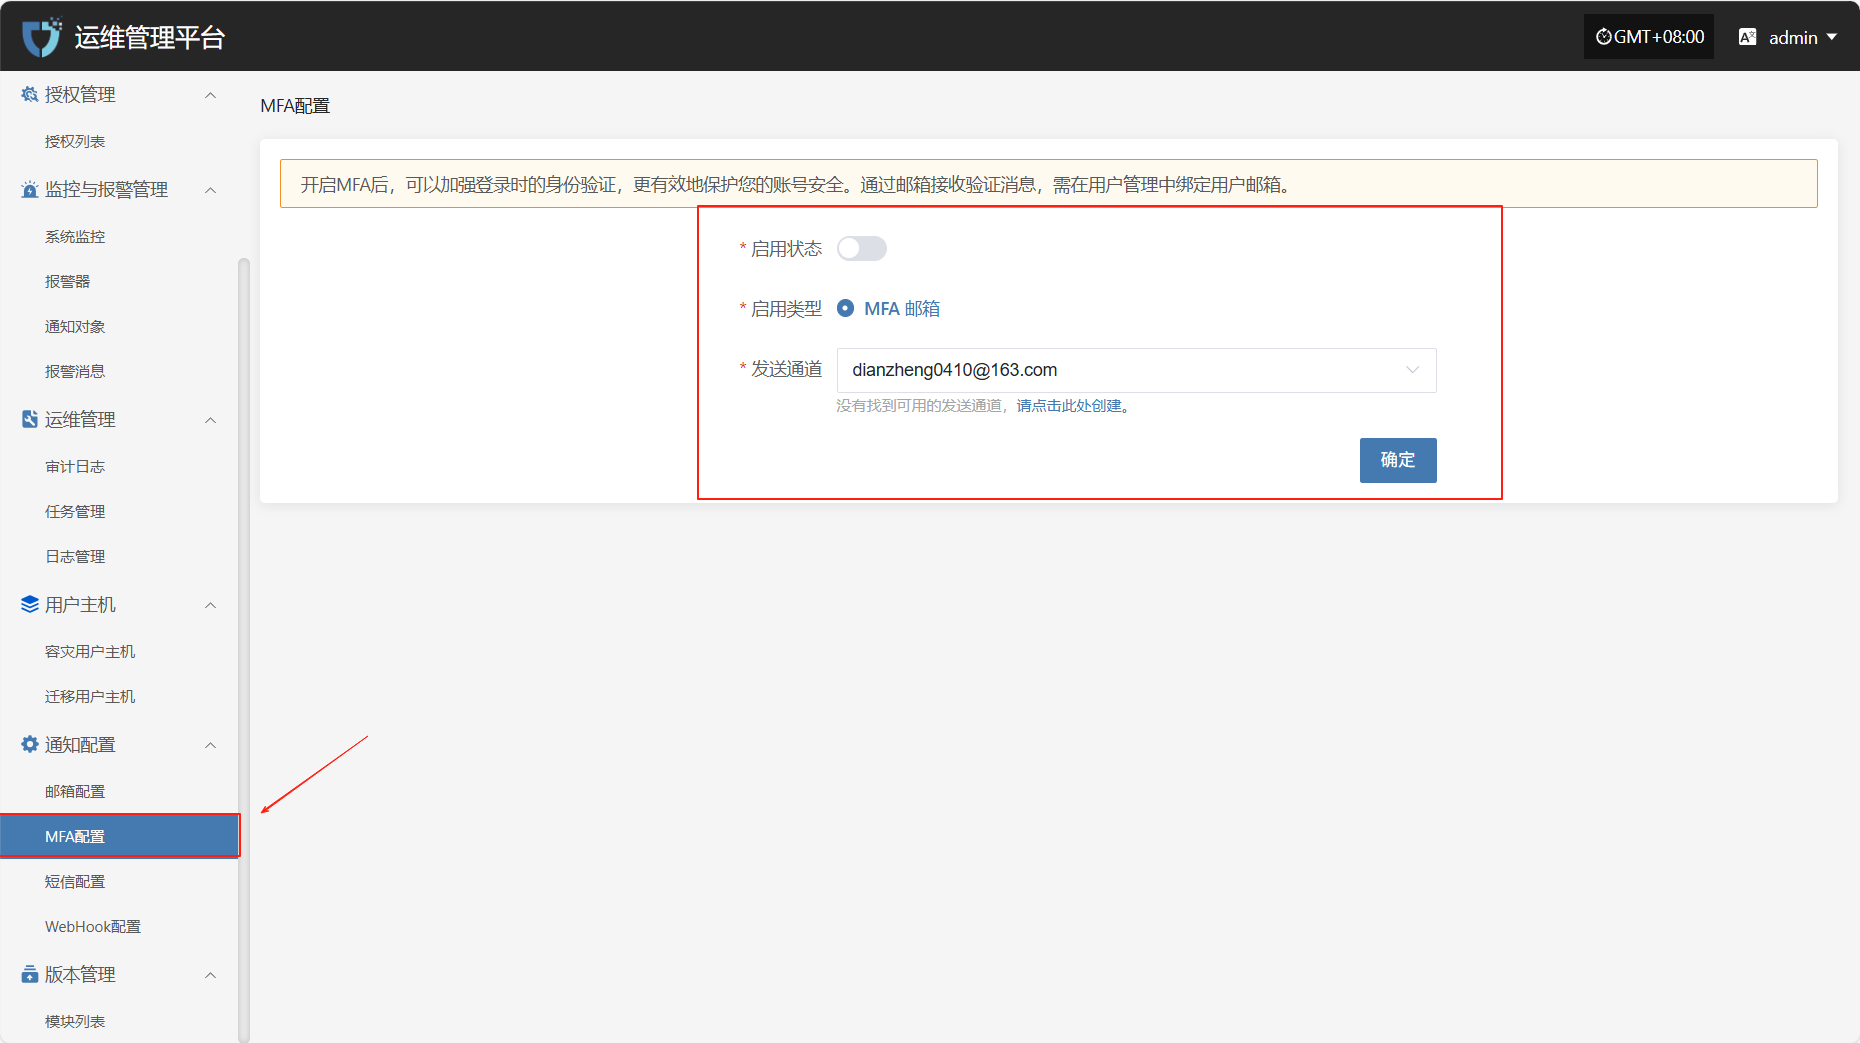 运维管理平台
GMT+08:00
admin
授权管理
授权列表
监控与报警管理
系统监控
报警器
通知对象
报警消息
运维管理
审计日志
任务管理
日志管理
用户主机
容灾用户主机
迁移用户主机
通知配置
邮箱配置
MFA配置
短信配置
WebHook配置
版本管理
模块列表
MFA配置
开启MFA后，可以加强登录时的身份验证，更有效地保护您的账号安全。通过邮箱接收验证消息，需在用户管理中绑定用户邮箱。
* 启用状态
* 启用类型 MFA 邮箱
* 发送通道 dianzheng0410@163.com
没有找到可用的发送通道，请点击此处创建。
确定